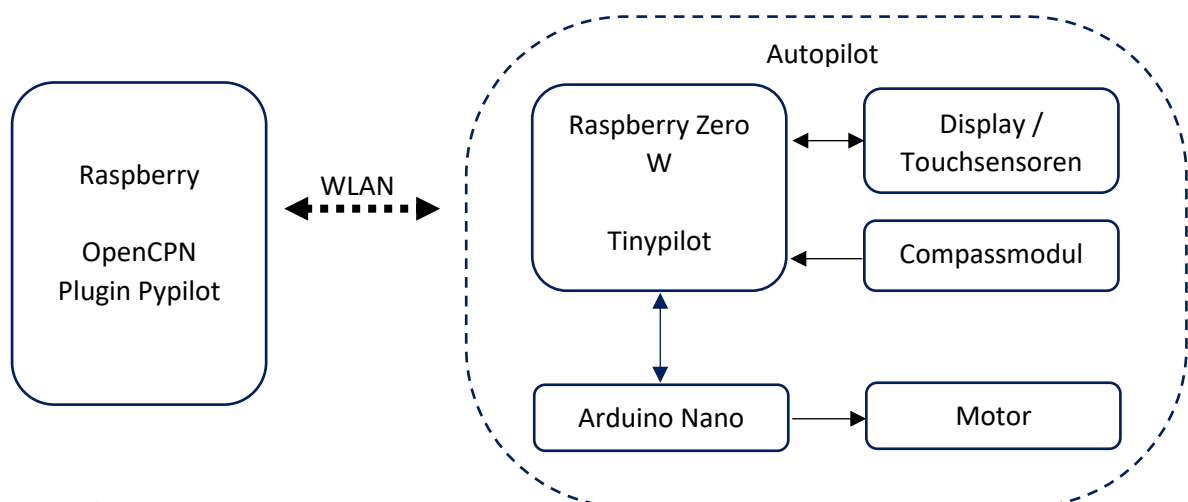 Autopilot
Raspberry
OpenCPN
Plugin Pypilot
WLAN
Raspberry Zero
W
Tinypilot
Display /
Touchsensoren
Compassmodul
Arduino Nano
Motor